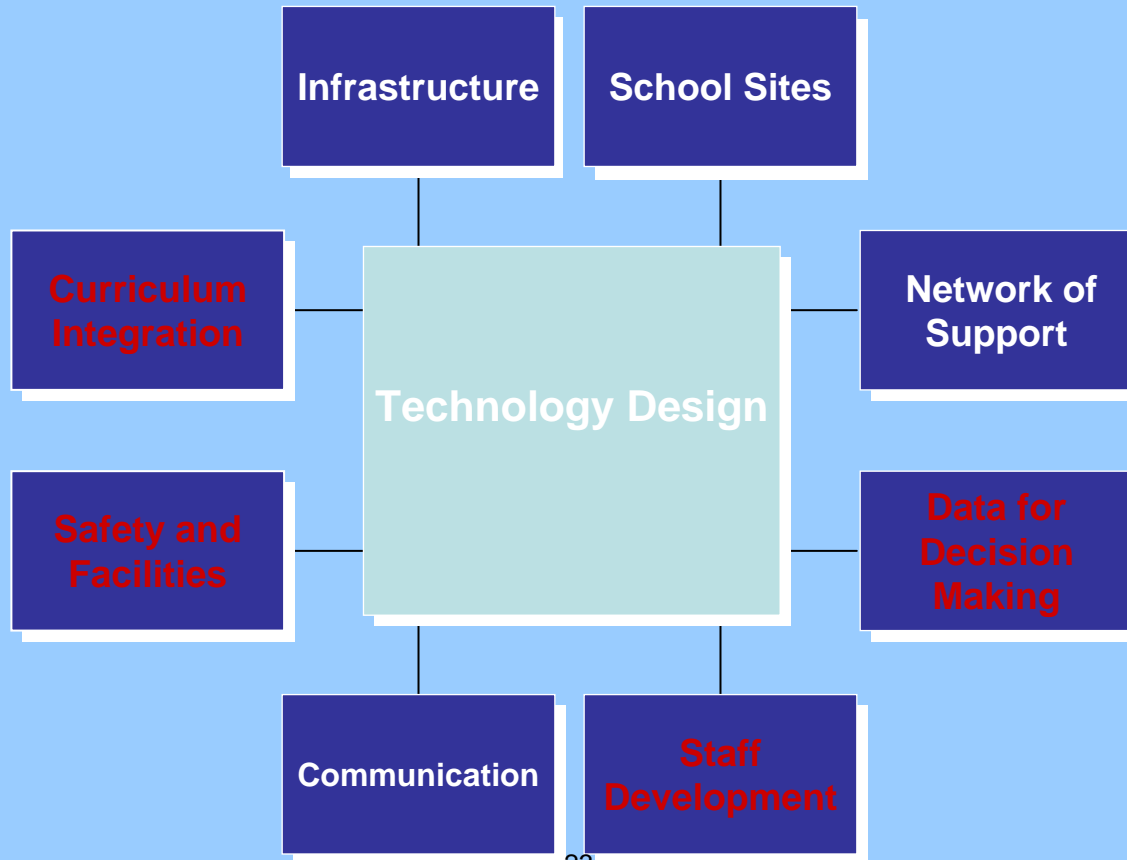 Infrastructure
School Sites
Curriculum
Integration
Network of
Support
Technology Design
Safety and
Facilities
Data for
Decision
Making
Communication
Staff
Development